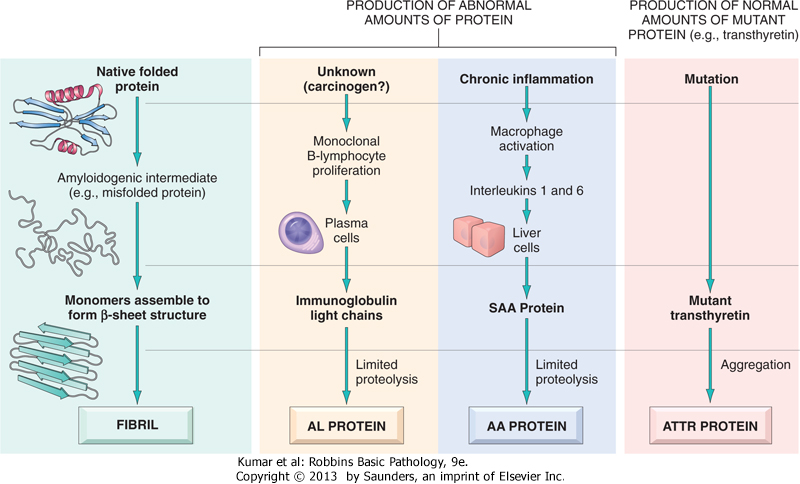 PRODUCTION OF ABNORMAL
AMOUNTS OF PROTEIN
PRODUCTION OF NORMAL
AMOUNTS OF MUTANT
PROTEIN (e.g., transthyretin)
Native folded
protein
Amyloidogenic intermediate
(e.g., misfolded protein)
Monomers assemble to
form β-sheet structure
FIBRIL
Unknown
(carcinogen?)
Monoclonal
B-lymphocyte
proliferation
Plasma
cells
Immunoglobulin
light chains
Limited
proteolysis
AL PROTEIN
Chronic inflammation
Macrophage
activation
Interleukins 1 and 6
Liver
cells
SAA Protein
Limited
proteolysis
AA PROTEIN
Mutation
Mutant
transthyretin
Aggregation
ATTR PROTEIN
Kumar et al: Robbins Basic Pathology, 9e.
Copyright © 2013 by Saunders, an imprint of Elsevier Inc.